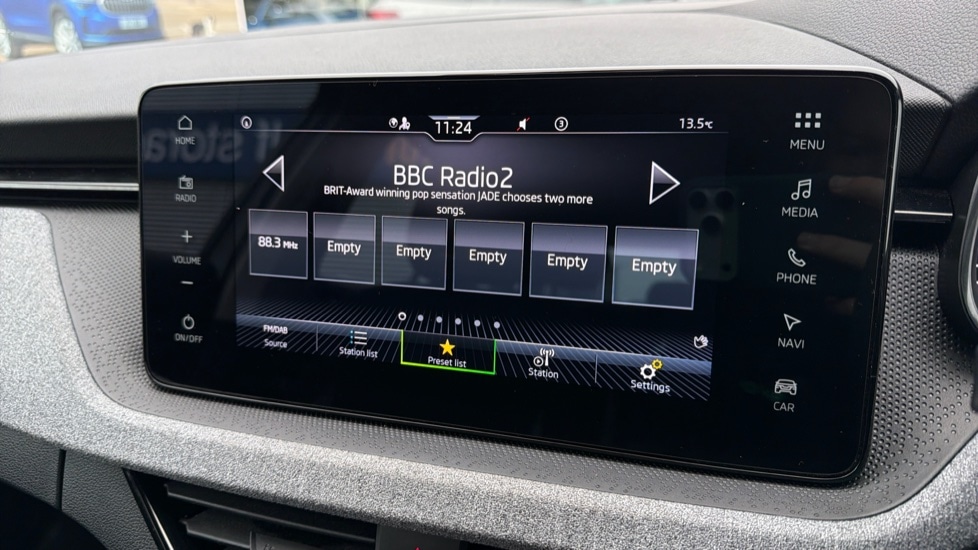 11:24
3
13.5°c
HOME
RADIO
VOLUME
ON/OFF
BBC Radio2
BRIT-Award winning pop sensation JADE chooses two more
songs.
88.3 MHz
Empty
Empty
Empty
Empty
Empty
FM/DAB
Source
Station list
Preset list
Station
Settings
MENU
MEDIA
PHONE
NAVI
CAR